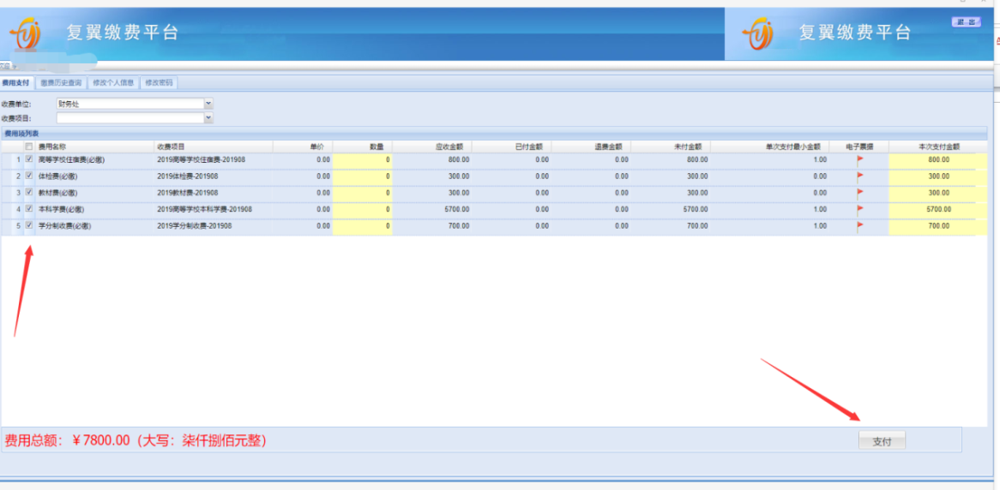 复翼缴费平台
复翼缴费平台
退 出
费用支付 缴费历史查询 修改个人信息 修改密码
收费单位: 财务处
收费项目:
费用项列表
费用名称 收费项目 单价 数量 应收金额 已付金额 退费金额 未付金额 单次支付最小金额 电子票据 本次支付金额
1 高等学校住宿费(必缴) 2019高等学校住宿费-201908 0.00 0 800.00 0.00 0.00 800.00 1.00 800.00
2 体检费(必缴) 2019体检费-201908 0.00 0 300.00 0.00 0.00 300.00 0.00 300.00
3 教材费(必缴) 2019教材费-201908 0.00 0 300.00 0.00 0.00 300.00 0.00 300.00
4 本科学费(必缴) 2019高等学校本科学费-201908 0.00 0 5700.00 0.00 0.00 5700.00 1.00 5700.00
5 学分制收费(必缴) 2019学分制收费-201908 0.00 0 700.00 0.00 0.00 700.00 1.00 700.00
费用总额：￥7800.00（大写：柒仟捌佰元整）
支付